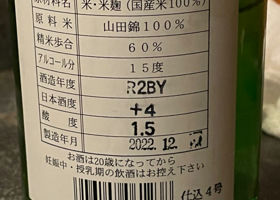 原材料名 米・米麹（国産米100%）
原料米 山田錦100%
精米歩合 60%
アルコール分 15度
酒造年度 R2BY
日本酒度 +4
酸度 1.5
製造年月 2022.12.
お酒は20歳になってから
妊娠中・授乳期の飲酒はお控え下さい
仕込4号